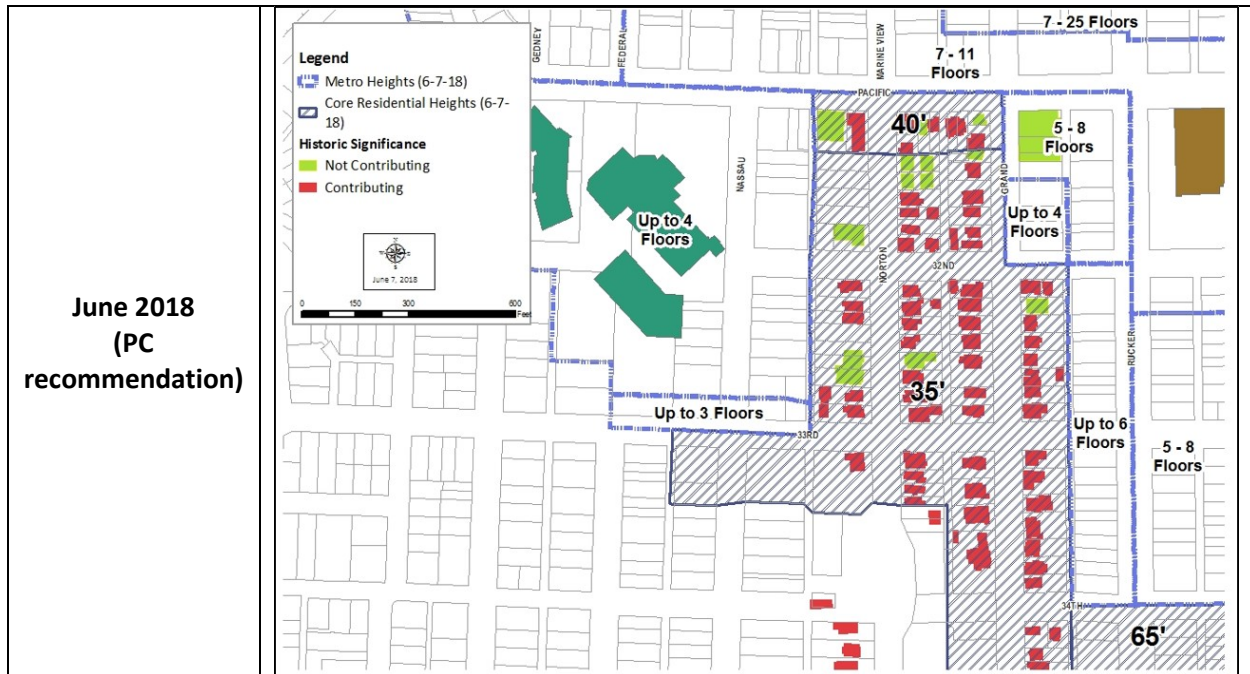 June 2018
(PC
recommendation)
Legend
Metro Heights (6-7-18)
Core Residential Heights (6-7-
18)
Historic Significance
Not Contributing
Contributing
N
W
E
S
June 7, 2018
0
150
300
600
Feet
GEDNEY
FEDERAL
MARINE VIEW
7 - 25 Floors
7 - 11
Floors
PACIFIC
40'
5 - 8
Floors
NASSAU
GRAND
Up to 4
Floors
Up to 4
Floors
NORTON
32ND
RUCKER
35'
Up to 3 Floors
33RD
Up to 6
Floors
5 - 8
Floors
34TH
65'